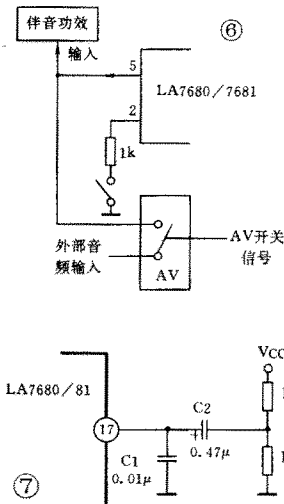 伴音功效
⑥
输入
5
LA7680/7681
2
1k
外部音
频输入
AV
AV开关
信号
LA7680/81
17
VCC
C2
0.47μ
C1
0.01μ
⑦